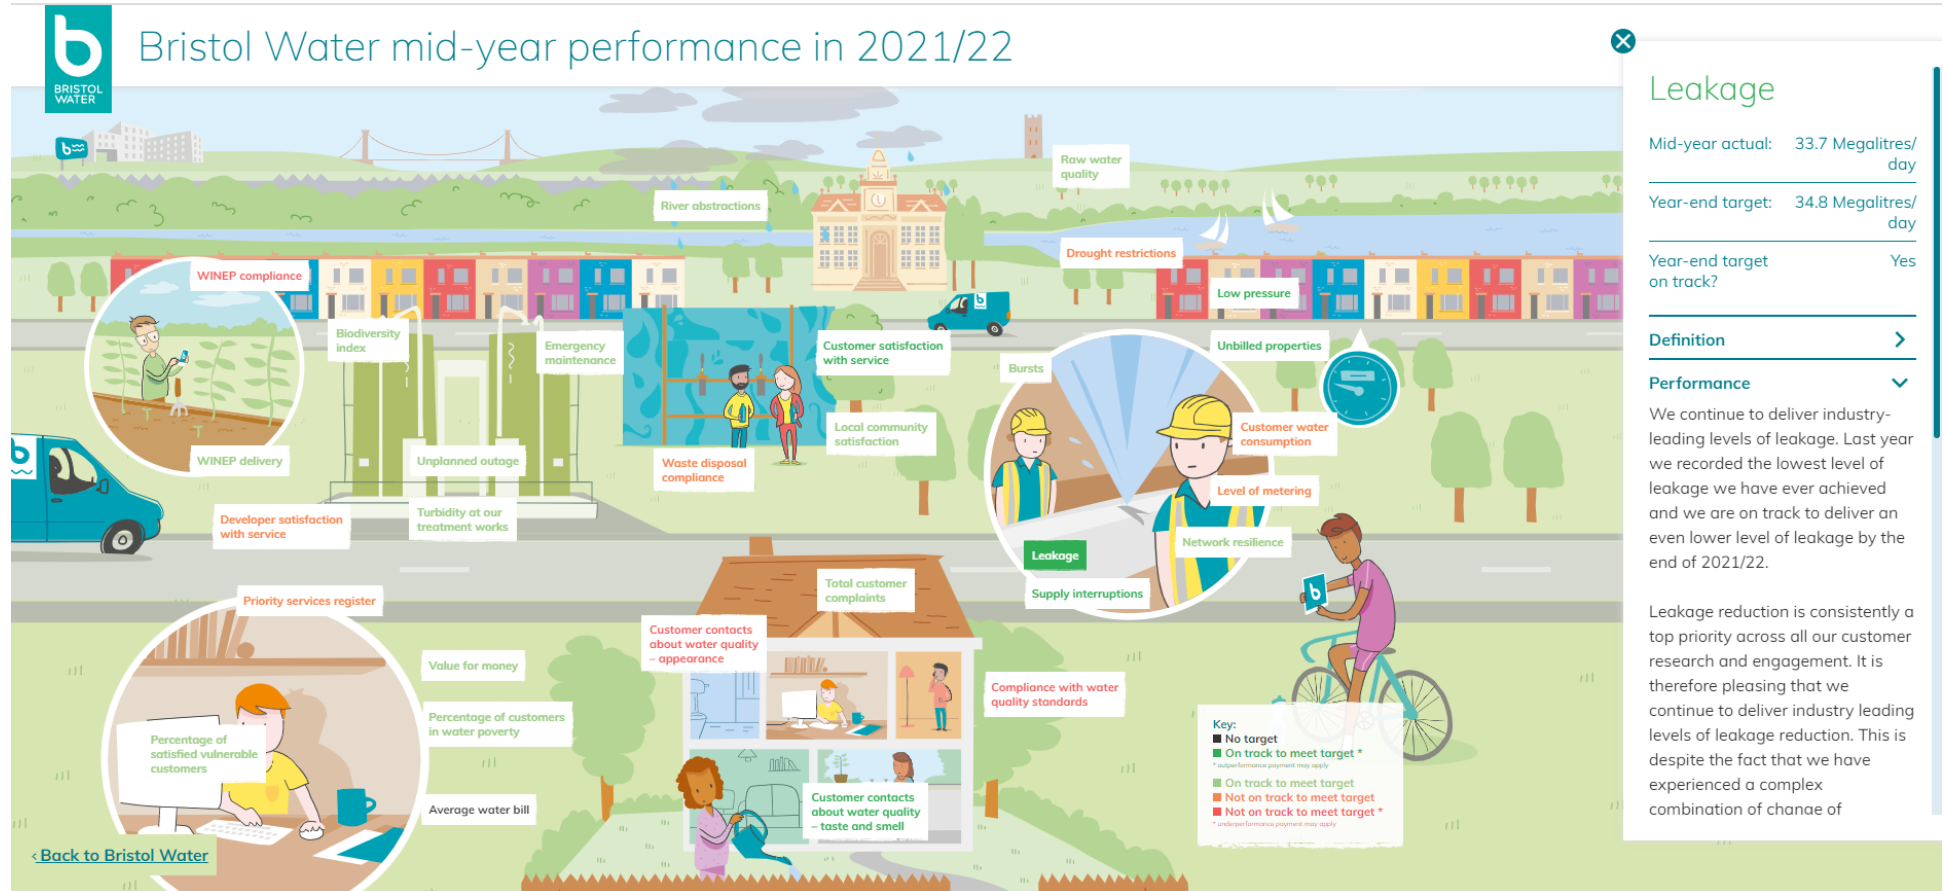 b
BRISTOL
WATER
Bristol Water mid-year performance in 2021/22
b
Raw water
quality
River abstractions
Drought restrictions
WINEP compliance
Low pressure
b
Biodiversity
index
Emergency
maintenance
Customer satisfaction
with service
Unbilled properties
Bursts
Local community
satisfaction
Customer water
consumption
WINEP delivery
Unplanned outage
Waste disposal
compliance
b
Level of metering
Developer satisfaction
with service
Turbidity at our
treatment works
Network resilience
Leakage
Supply interruptions
b
Priority services register
Total customer
complaints
Customer contacts
about water quality
– appearance
Value for money
Compliance with water
quality standards
Percentage of customers
in water poverty
Percentage of
satisfied vulnerable
customers
Average water bill
Customer contacts
about water quality
– taste and smell
Key:
No target
On track to meet target *
* outperformance payment may apply
On track to meet target
Not on track to meet target
Not on track to meet target *
* underperformance payment may apply
‹ Back to Bristol Water
Leakage
Mid-year actual: 33.7 Megalitres/
day
Year-end target: 34.8 Megalitres/
day
Year-end target Yes
on track?
Definition
Performance
We continue to deliver industry-
leading levels of leakage. Last year
we recorded the lowest level of
leakage we have ever achieved
and we are on track to deliver an
even lower level of leakage by the
end of 2021/22.
Leakage reduction is consistently a
top priority across all our customer
research and engagement. It is
therefore pleasing that we
continue to deliver industry leading
levels of leakage reduction. This is
despite the fact that we have
experienced a complex
combination of change of